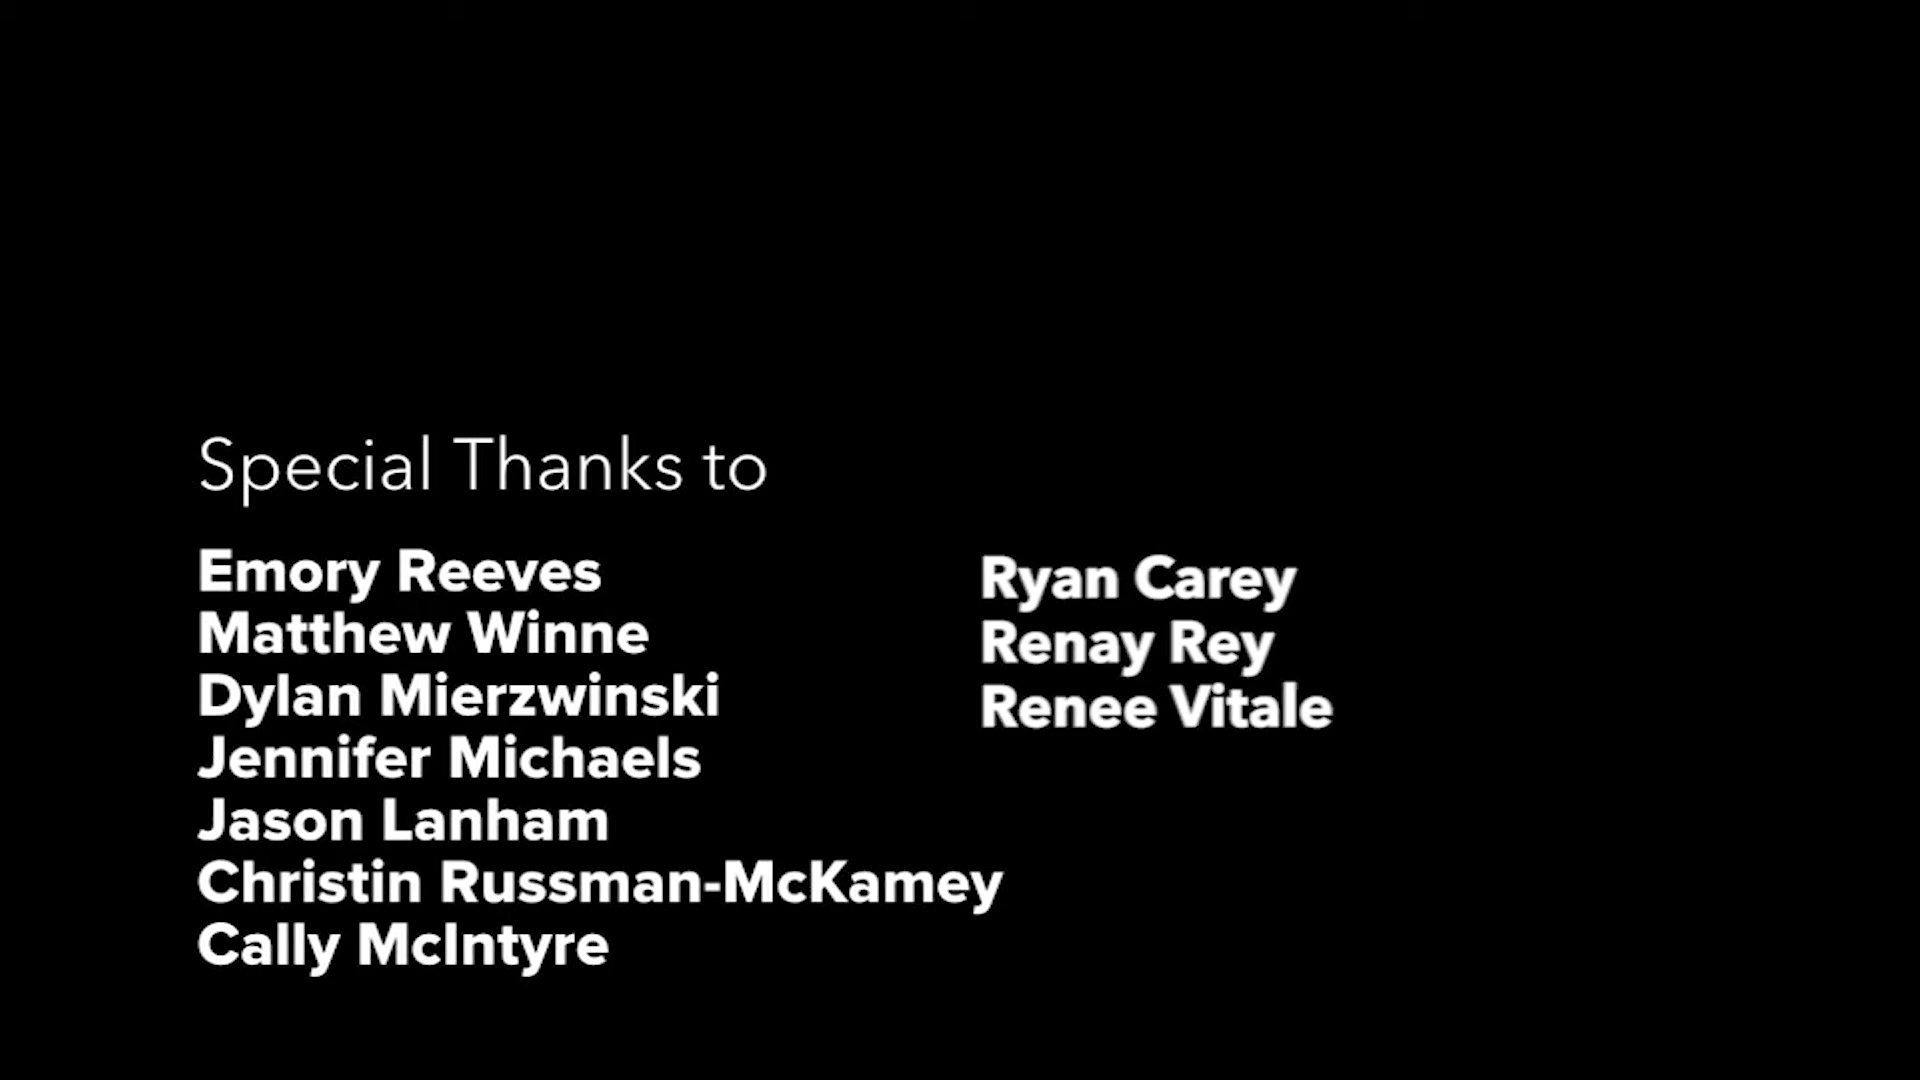 Special Thanks to
Emory Reeves
Matthew Winne
Dylan Mierzwinski
Jennifer Michaels
Jason Lanham
Christin Russman-McKamey
Cally McIntyre
Ryan Carey
Renay Rey
Renee Vitale